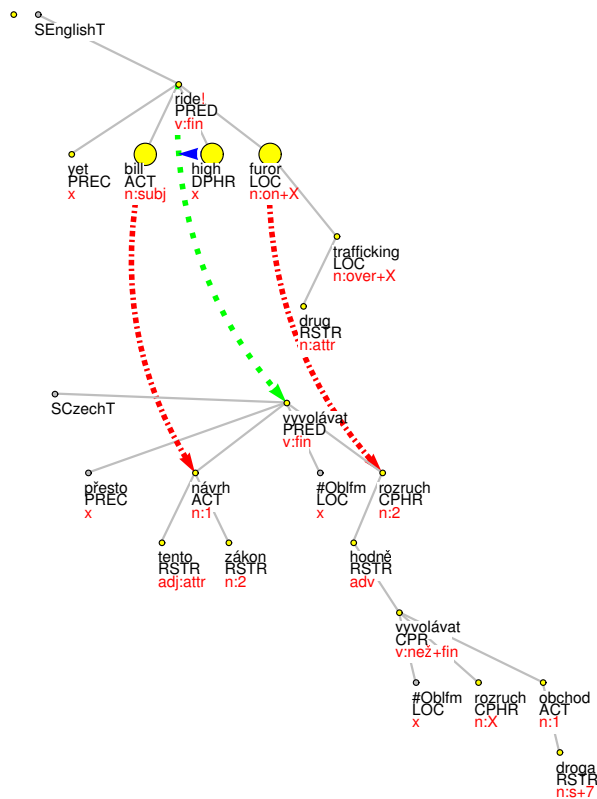 SEnglishT
ride!
PRED
v:fin
yet
PREC
x
bill
ACT
n:subj
high
DPHR
x
furor
LOC
n:on+X
trafficking
LOC
n:over+X
drug
RSTR
n:attr
SCzechT
vyvolávat
PRED
v:fin
přesto
PREC
x
návrh
ACT
n:1
#Oblfm
LOC
x
rozruch
CPHR
n:2
tento
RSTR
adj:attr
zákon
RSTR
n:2
hodně
RSTR
adv
vyvolávat
CPR
v:než+fin
#Oblfm
LOC
x
rozruch
CPHR
n:X
obchod
ACT
n:1
droga
RSTR
n:s+7